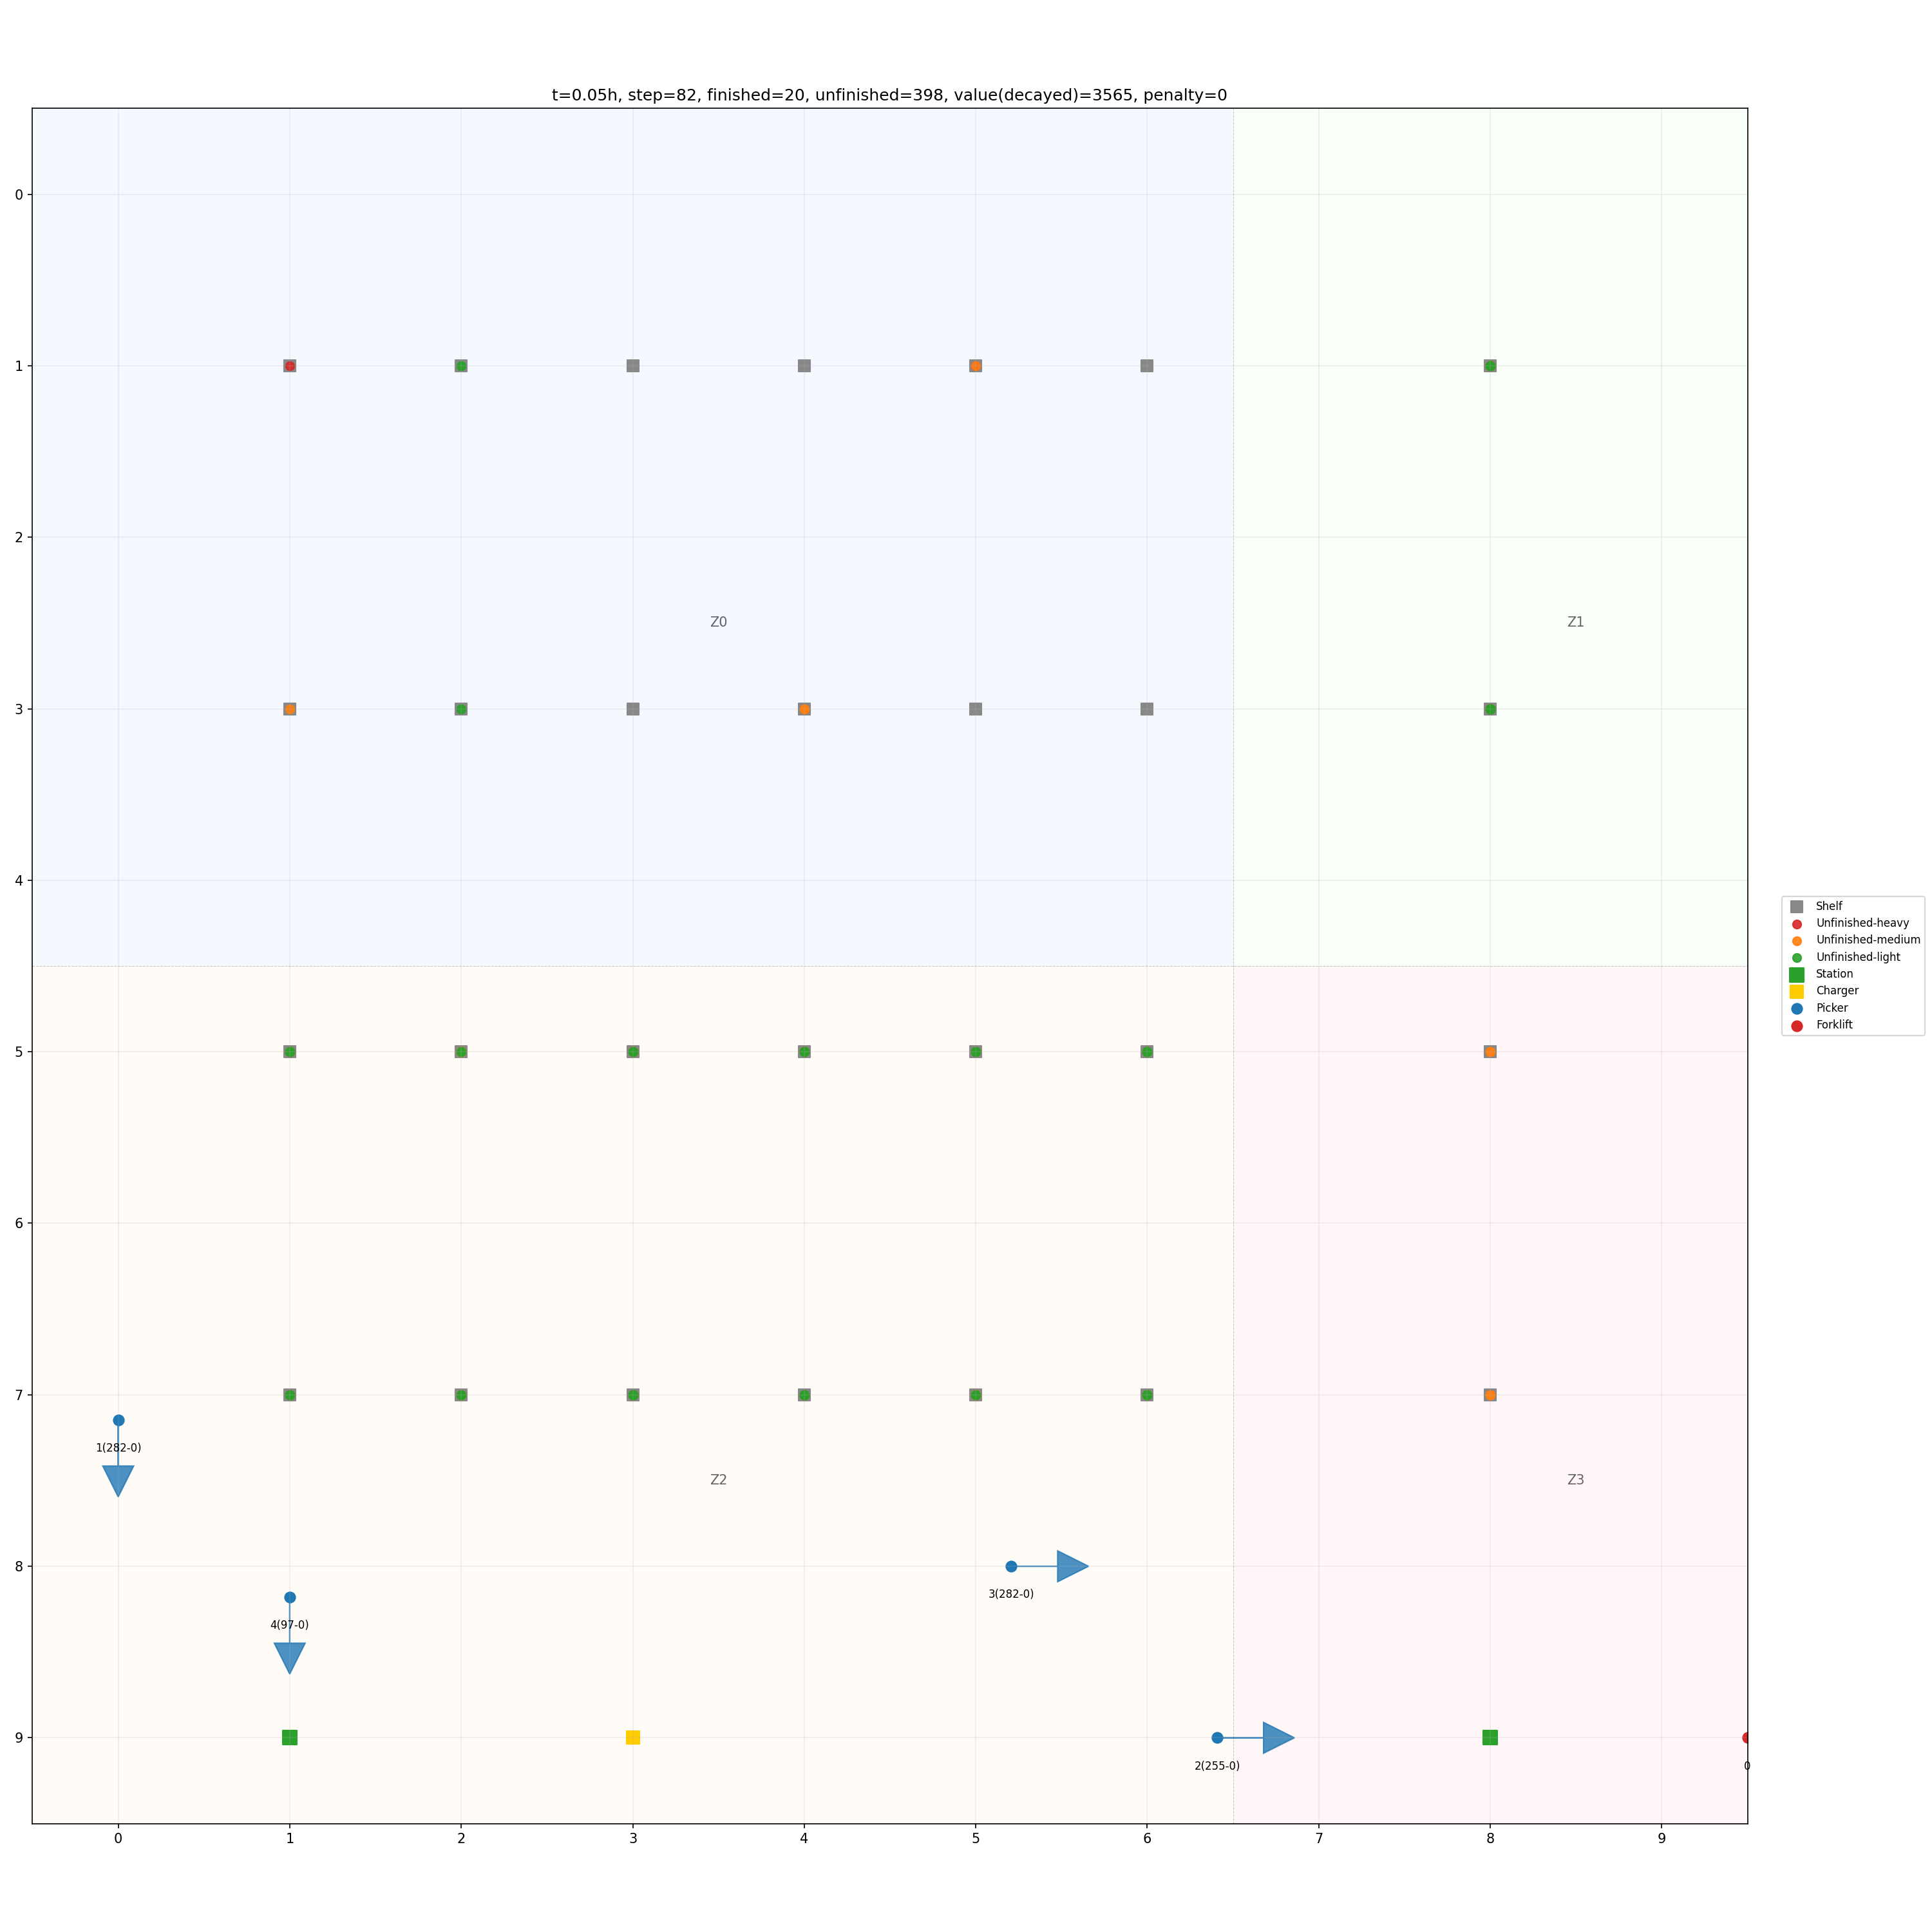 t=0.05h, step=82, finished=20, unfinished=398, value(decayed)=3565, penalty=0
0
1
2
Z0
Z1
3
4
Shelf
Unfinished-heavy
Unfinished-medium
Unfinished-light
Station
Charger
Picker
Forklift
5
6
7
1(282-0)
Z2
Z3
8
3(282-0)
4(97-0)
9
2(255-0)
0
0 1 2 3 4 5 6 7 8 9